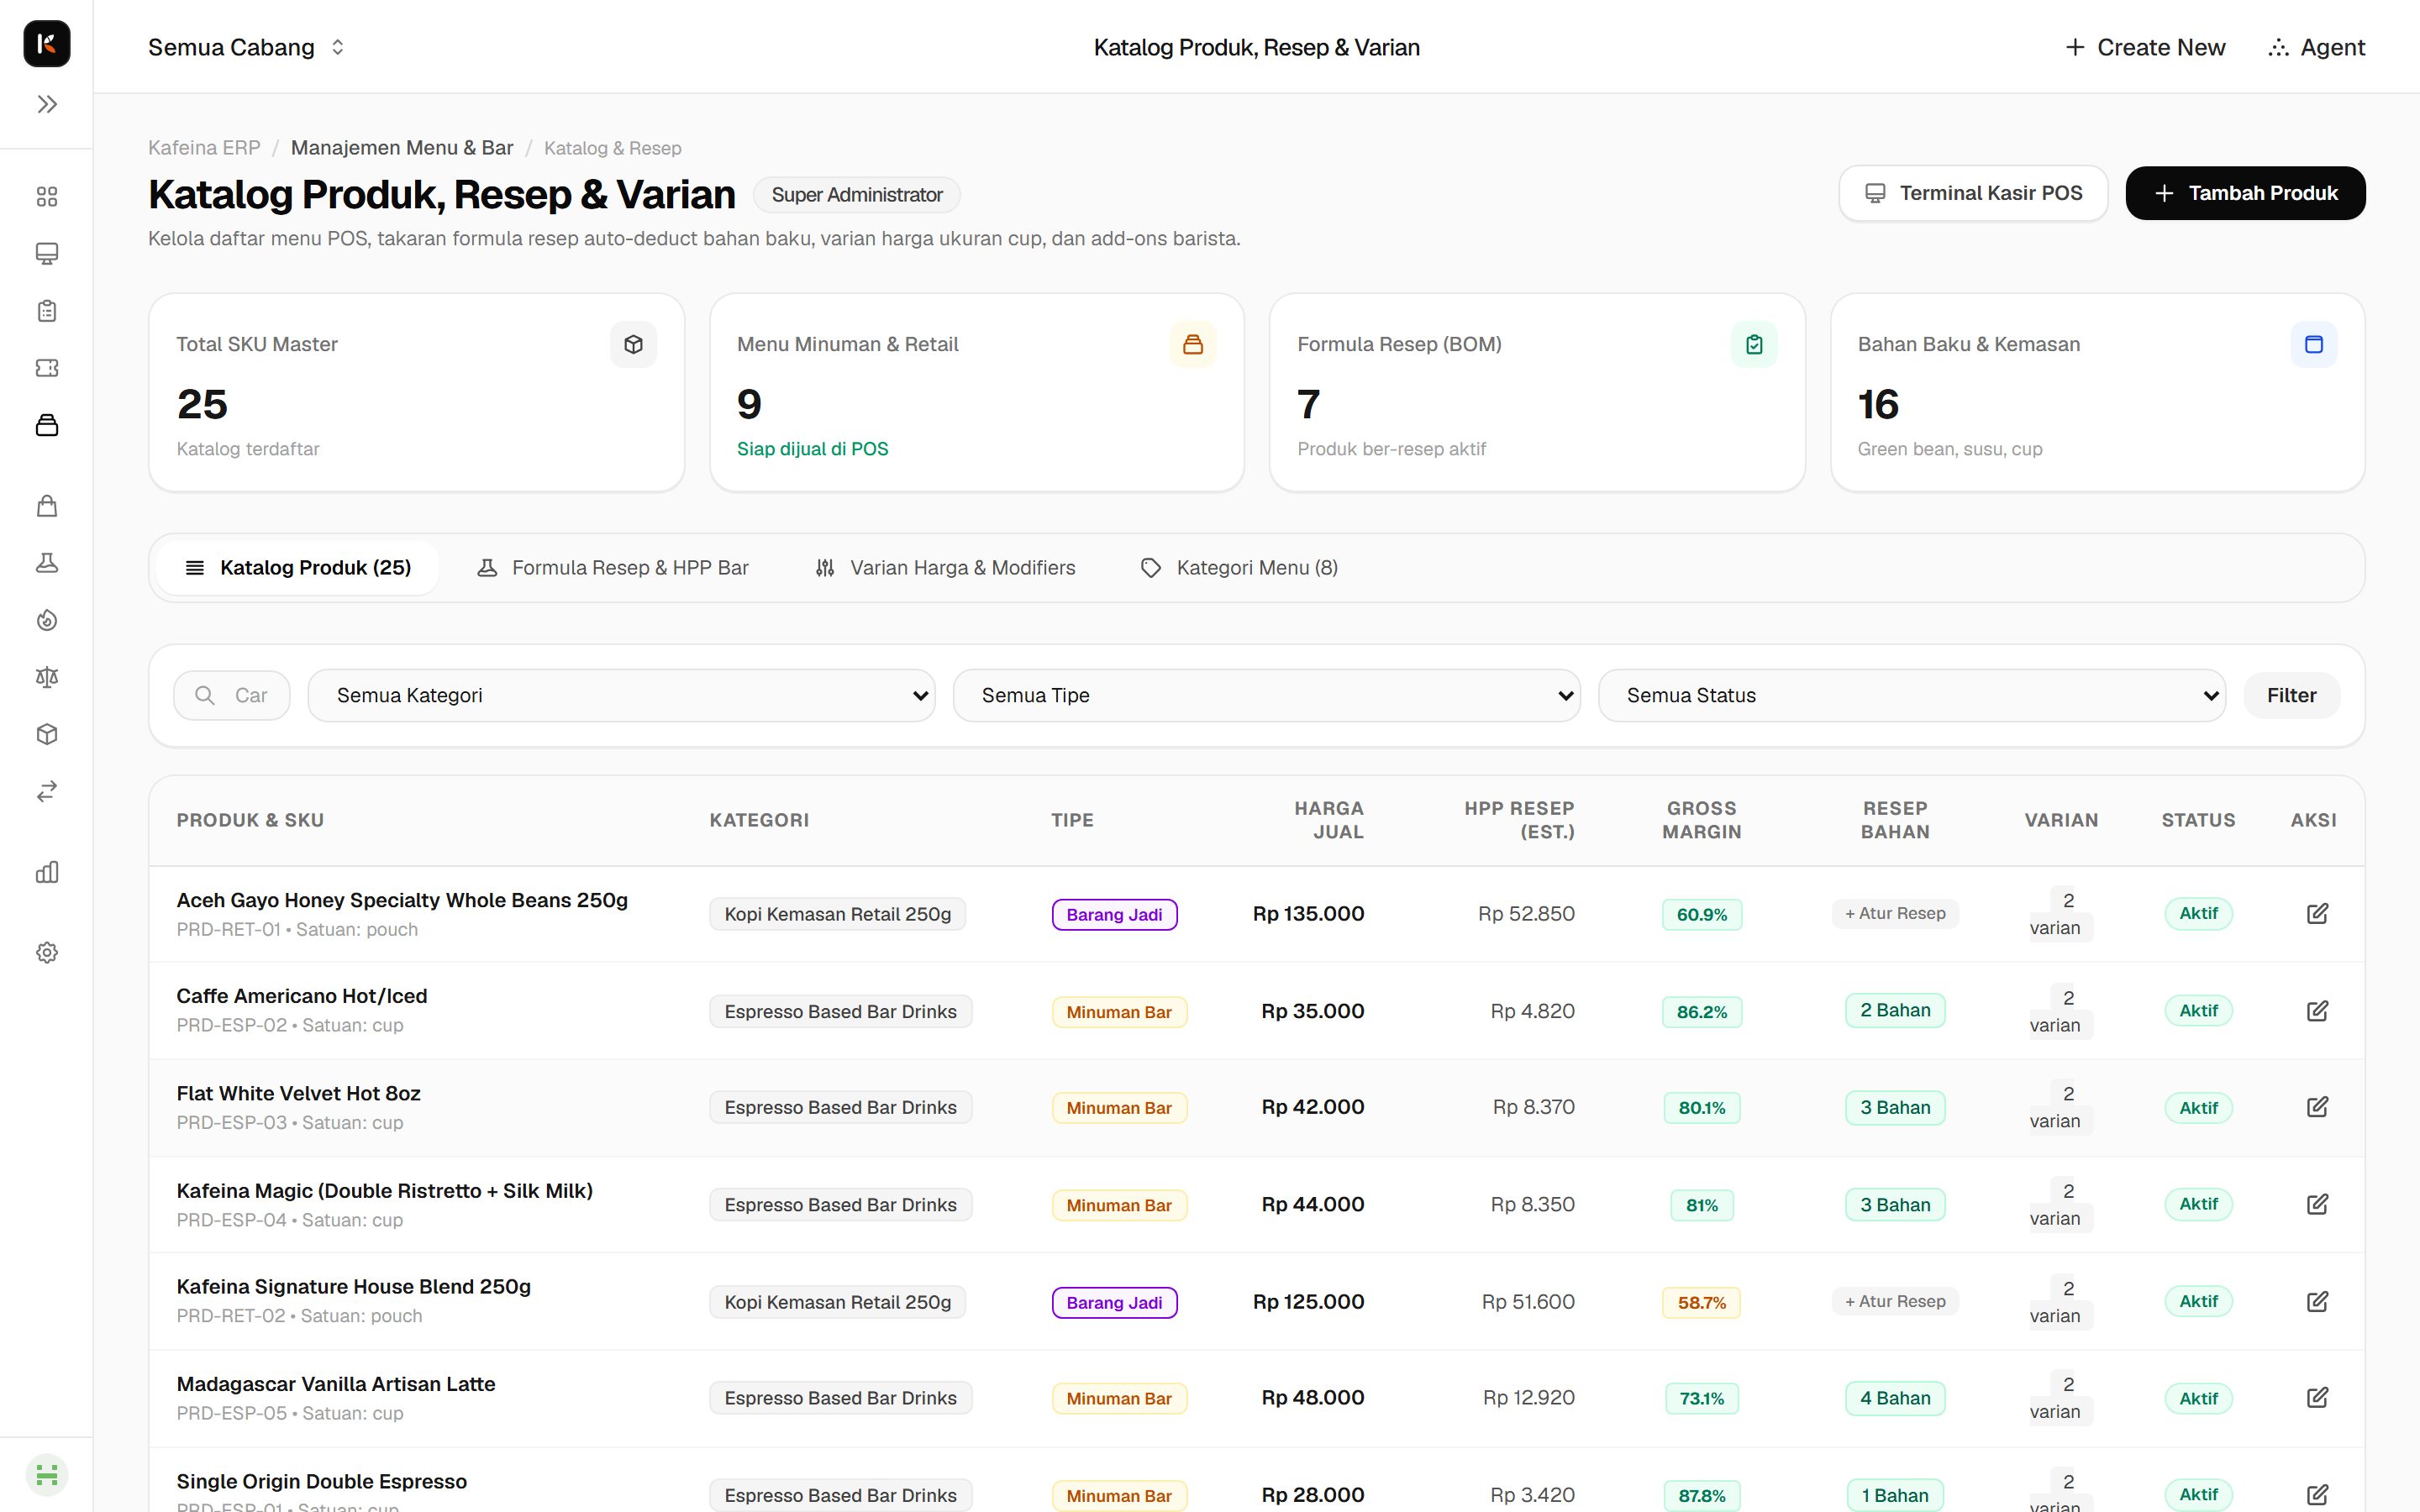 Semua Cabang
Katalog Produk, Resep & Varian
Create New
Agent
Kafeina ERP / Manajemen Menu & Bar / Katalog & Resep
Katalog Produk, Resep & Varian
Super Administrator
Kelola daftar menu POS, takaran formula resep auto-deduct bahan baku, varian harga ukuran cup, dan add-ons barista.
Terminal Kasir POS
Tambah Produk
Total SKU Master
25
Katalog terdaftar
Menu Minuman & Retail
9
Siap dijual di POS
Formula Resep (BOM)
7
Produk ber-resep aktif
Bahan Baku & Kemasan
16
Green bean, susu, cup
Katalog Produk (25)
Formula Resep & HPP Bar
Varian Harga & Modifiers
Kategori Menu (8)
Car
Semua Kategori
Semua Tipe
Semua Status
Filter
PRODUK & SKU
KATEGORI
TIPE
HARGA
JUAL
HPP RESEP
(EST.)
GROSS
MARGIN
RESEP
BAHAN
VARIAN
STATUS
AKSI
Aceh Gayo Honey Specialty Whole Beans 250g
PRD-RET-01 • Satuan: pouch
Kopi Kemasan Retail 250g
Barang Jadi
Rp 135.000
Rp 52.850
60.9%
+ Atur Resep
2
varian
Aktif
Caffe Americano Hot/Iced
PRD-ESP-02 • Satuan: cup
Espresso Based Bar Drinks
Minuman Bar
Rp 35.000
Rp 4.820
86.2%
2 Bahan
2
varian
Aktif
Flat White Velvet Hot 8oz
PRD-ESP-03 • Satuan: cup
Espresso Based Bar Drinks
Minuman Bar
Rp 42.000
Rp 8.370
80.1%
3 Bahan
2
varian
Aktif
Kafeina Magic (Double Ristretto + Silk Milk)
PRD-ESP-04 • Satuan: cup
Espresso Based Bar Drinks
Minuman Bar
Rp 44.000
Rp 8.350
81%
3 Bahan
2
varian
Aktif
Kafeina Signature House Blend 250g
PRD-RET-02 • Satuan: pouch
Kopi Kemasan Retail 250g
Barang Jadi
Rp 125.000
Rp 51.600
58.7%
+ Atur Resep
2
varian
Aktif
Madagascar Vanilla Artisan Latte
PRD-ESP-05 • Satuan: cup
Espresso Based Bar Drinks
Minuman Bar
Rp 48.000
Rp 12.920
73.1%
4 Bahan
2
varian
Aktif
Single Origin Double Espresso
PRD-ESP-01 • Satuan: cup
Espresso Based Bar Drinks
Minuman Bar
Rp 28.000
Rp 3.420
87.8%
1 Bahan
2
varian
Aktif